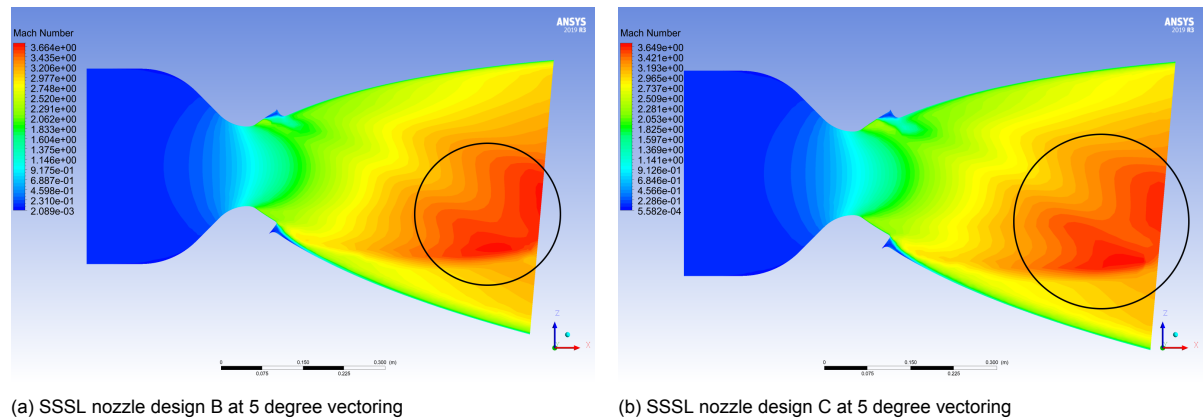 ANSYS
2019 R3
Mach Number
3.664e+00
3.435e+00
3.206e+00
2.977e+00
2.748e+00
2.520e+00
2.291e+00
2.062e+00
1.833e+00
1.604e+00
1.375e+00
1.146e+00
9.175e-01
6.887e-01
4.598e-01
2.310e-01
2.089e-03
Z
X
0 0.150 0.300 (m)
0.075 0.225
(a) SSSL nozzle design B at 5 degree vectoring
ANSYS
2019 R3
Mach Number
3.649e+00
3.421e+00
3.193e+00
2.965e+00
2.737e+00
2.509e+00
2.281e+00
2.053e+00
1.825e+00
1.597e+00
1.369e+00
1.141e+00
9.126e-01
6.846e-01
4.566e-01
2.286e-01
5.582e-04
Z
X
0 0.150 0.300 (m)
0.075 0.225
(b) SSSL nozzle design C at 5 degree vectoring